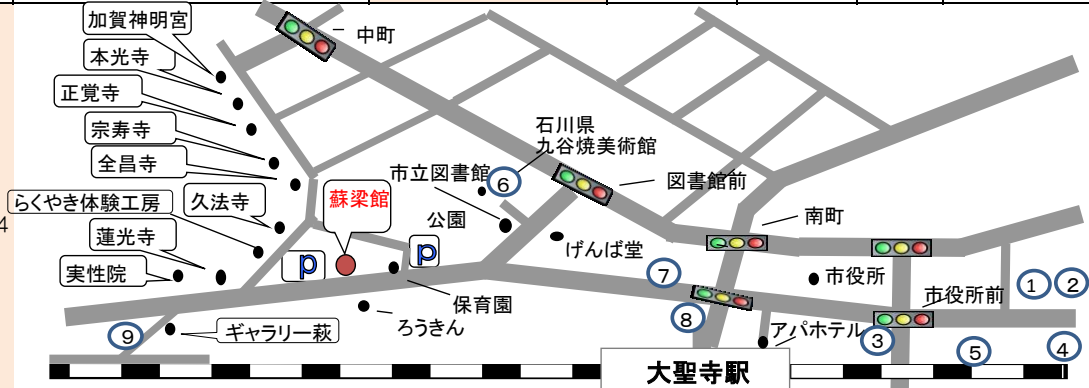 加賀神明宮
中町
本光寺
正覚寺
宗寿寺
全昌寺
石川県
九谷焼美術館
市立図書館
⑥
図書館前
らくやき体験工房
久法寺
蘇梁館
公園
南町
4
蓮光寺
げんば堂
実性院
p
p
⑦
市役所
①
②
保育園
市役所前
⑧
ろうきん
アパホテル
③
⑨
ギャラリー萩
⑤
④
大聖寺駅